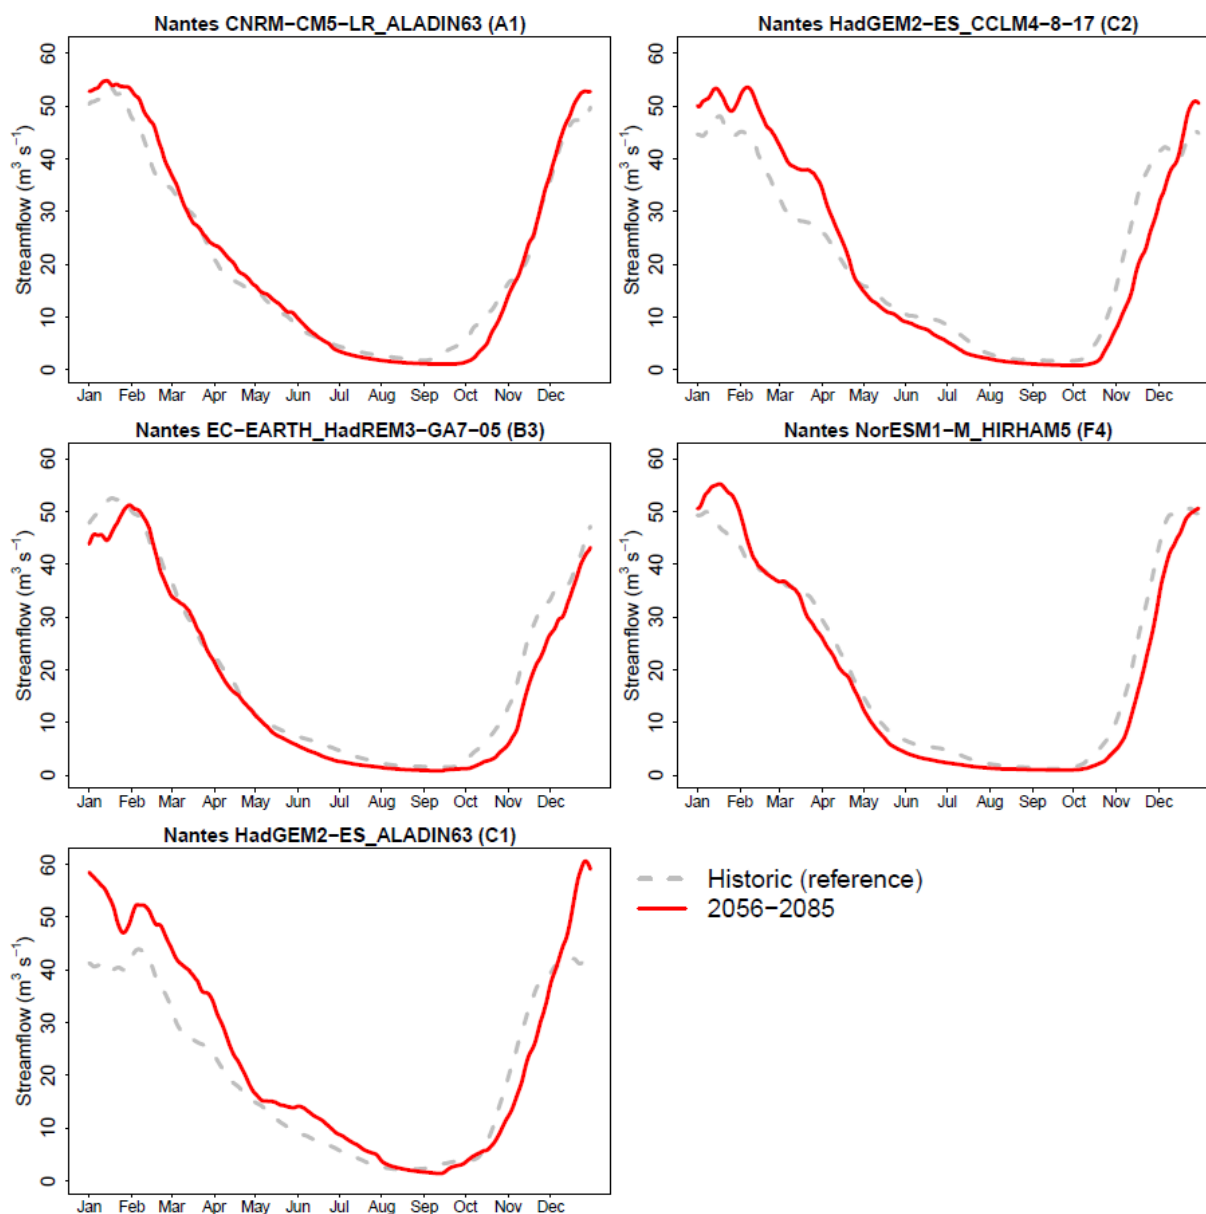 Nantes CNRM−CM5−LR_ALADIN63 (A1)
Streamflow (m³ s⁻¹)
60
50
40
30
20
10
0
Jan Feb Mar Apr May Jun Jul Aug Sep Oct Nov Dec
Nantes HadGEM2−ES_CCLM4−8−17 (C2)
Streamflow (m³ s⁻¹)
60
50
40
30
20
10
0
Jan Feb Mar Apr May Jun Jul Aug Sep Oct Nov Dec
Nantes EC−EARTH_HadREM3−GA7−05 (B3)
Streamflow (m³ s⁻¹)
60
50
40
30
20
10
0
Jan Feb Mar Apr May Jun Jul Aug Sep Oct Nov Dec
Nantes NorESM1−M_HIRHAM5 (F4)
Streamflow (m³ s⁻¹)
60
50
40
30
20
10
0
Jan Feb Mar Apr May Jun Jul Aug Sep Oct Nov Dec
Nantes HadGEM2−ES_ALADIN63 (C1)
Streamflow (m³ s⁻¹)
60
50
40
30
20
10
0
Jan Feb Mar Apr May Jun Jul Aug Sep Oct Nov Dec
Historic (reference)
2056−2085